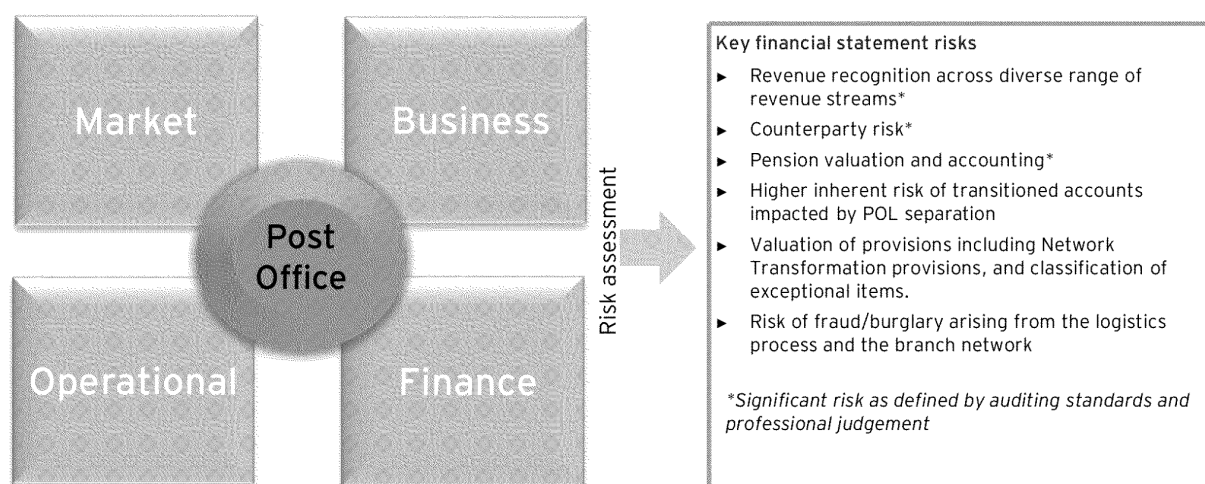 Market
Business
Post
Office
Operational
Finance
Risk assessment
Key financial statement risks
► Revenue recognition across diverse range of
revenue streams*
► Counterparty risk*
► Pension valuation and accounting*
► Higher inherent risk of transitioned accounts
impacted by POL separation
► Valuation of provisions including Network
Transformation provisions, and classification of
exceptional items.
► Risk of fraud/burglary arising from the logistics
process and the branch network
*Significant risk as defined by auditing standards and
professional judgement